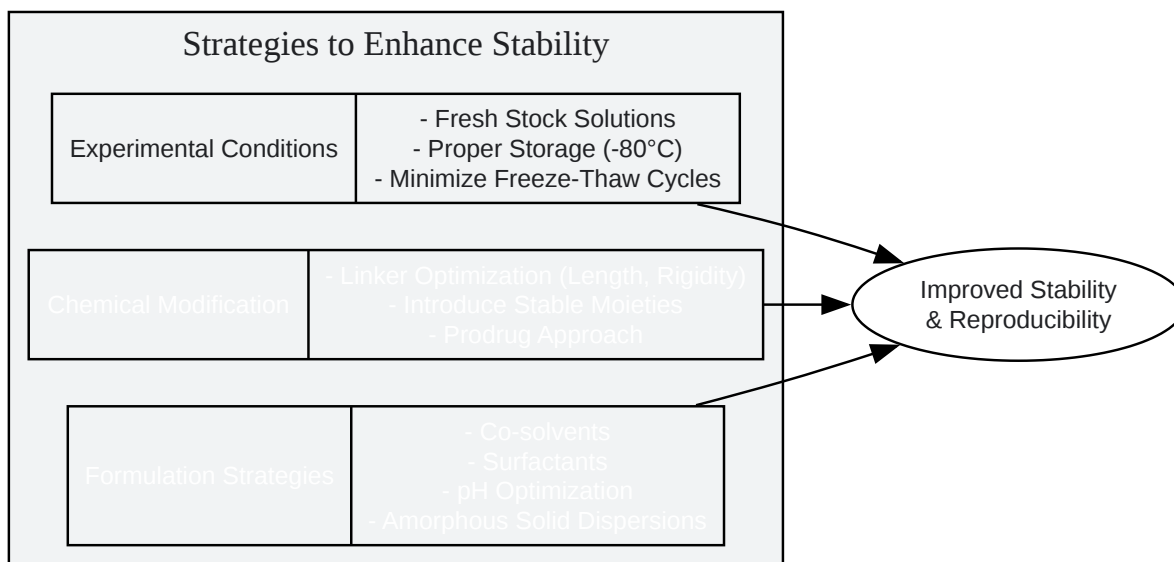 Strategies to Enhance Stability
Experimental Conditions
- Fresh Stock Solutions
- Proper Storage (-80°C)
- Minimize Freeze-Thaw Cycles
Chemical Modification
- Linker Optimization (Length, Rigidity)
- Introduce Stable Moieties
- Prodrug Approach
Formulation Strategies
- Co-solvents
- Surfactants
- pH Optimization
- Amorphous Solid Dispersions
Improved Stability
& Reproducibility